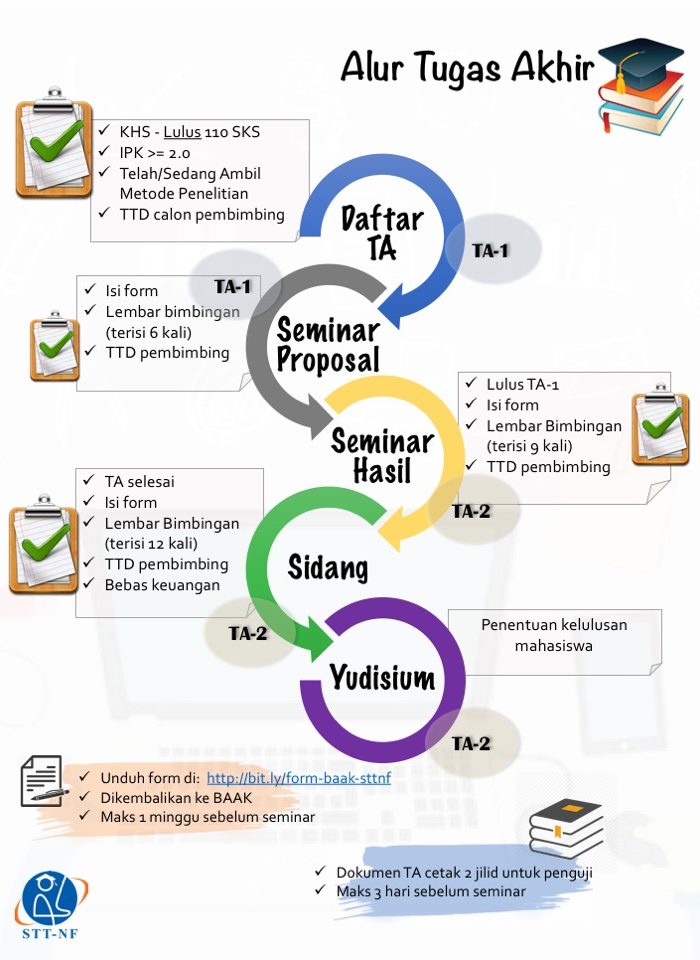 Alur Tugas Akhir
KHS - Lulus 110 SKS
IPK >= 2.0
Telah/Sedang Ambil
Metode Penelitian
TTD calon pembimbing
Daftar
TA
TA-1
TA-1
Isi form
Lembar bimbingan
(terisi 6 kali)
TTD pembimbing
Seminar
Proposal
Lulus TA-1
Isi form
Lembar Bimbingan
(terisi 9 kali)
TTD pembimbing
Seminar
Hasil
TA-2
TA selesai
Isi form
Lembar Bimbingan
(terisi 12 kali)
TTD pembimbing
Bebas keuangan
Sidang
TA-2
Penentuan kelulusan
mahasiswa
Yudisium
TA-2
Unduh form di: http://bit.ly/form-baak-sttnf
Dikembalikan ke BAAK
Maks 1 minggu sebelum seminar
Dokumen TA cetak 2 jilid untuk penguji
Maks 3 hari sebelum seminar
STT-NF